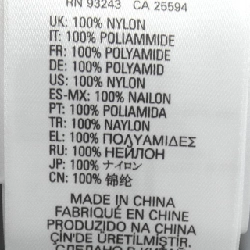 RN 93243 CA 25594
UK: 100% NYLON
IT: 100% POLIAMMIDE
FR: 100% POLYAMIDE
DE: 100% POLYAMID
US: 100% NYLON
ES-MX: 100% NAILON
PT: 100% POLIAMIDA
TR: 100% NAYLON
EL: 100% ΠΟΛΥΑΜΙΔΕΣ
RU: 100% НЕЙЛОН
JP: 100% ナイロン
CN: 100% 锦纶
MADE IN CHINA
FABRIQUÉ EN CHINE
PRODUZIDO NA CHINA
ÇİN'DE ÜRETİLMİŞTİR.
СДЕЛАНО В КИТАЕ